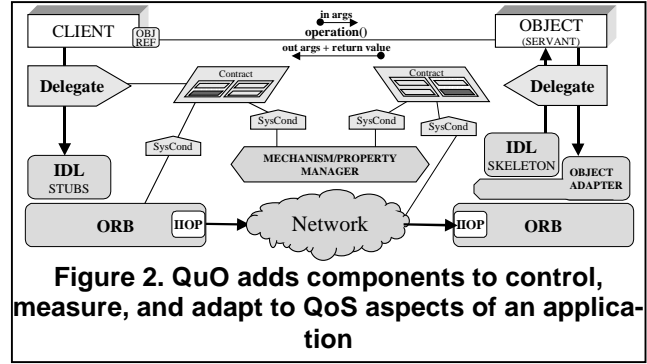 in args
CLIENT
OBJ
REF
operation()
OBJECT
(SERVANT)
out args + return value
Delegate
Contract
Contract
Delegate
SysCond
SysCond
SysCond
SysCond
IDL
STUBS
MECHANISM/PROPERTY
MANAGER
IDL
SKELETON
OBJECT
ADAPTER
ORB
IIOP
Network
IIOP
ORB
Figure 2. QuO adds components to control,
measure, and adapt to QoS aspects of an applica-
tion